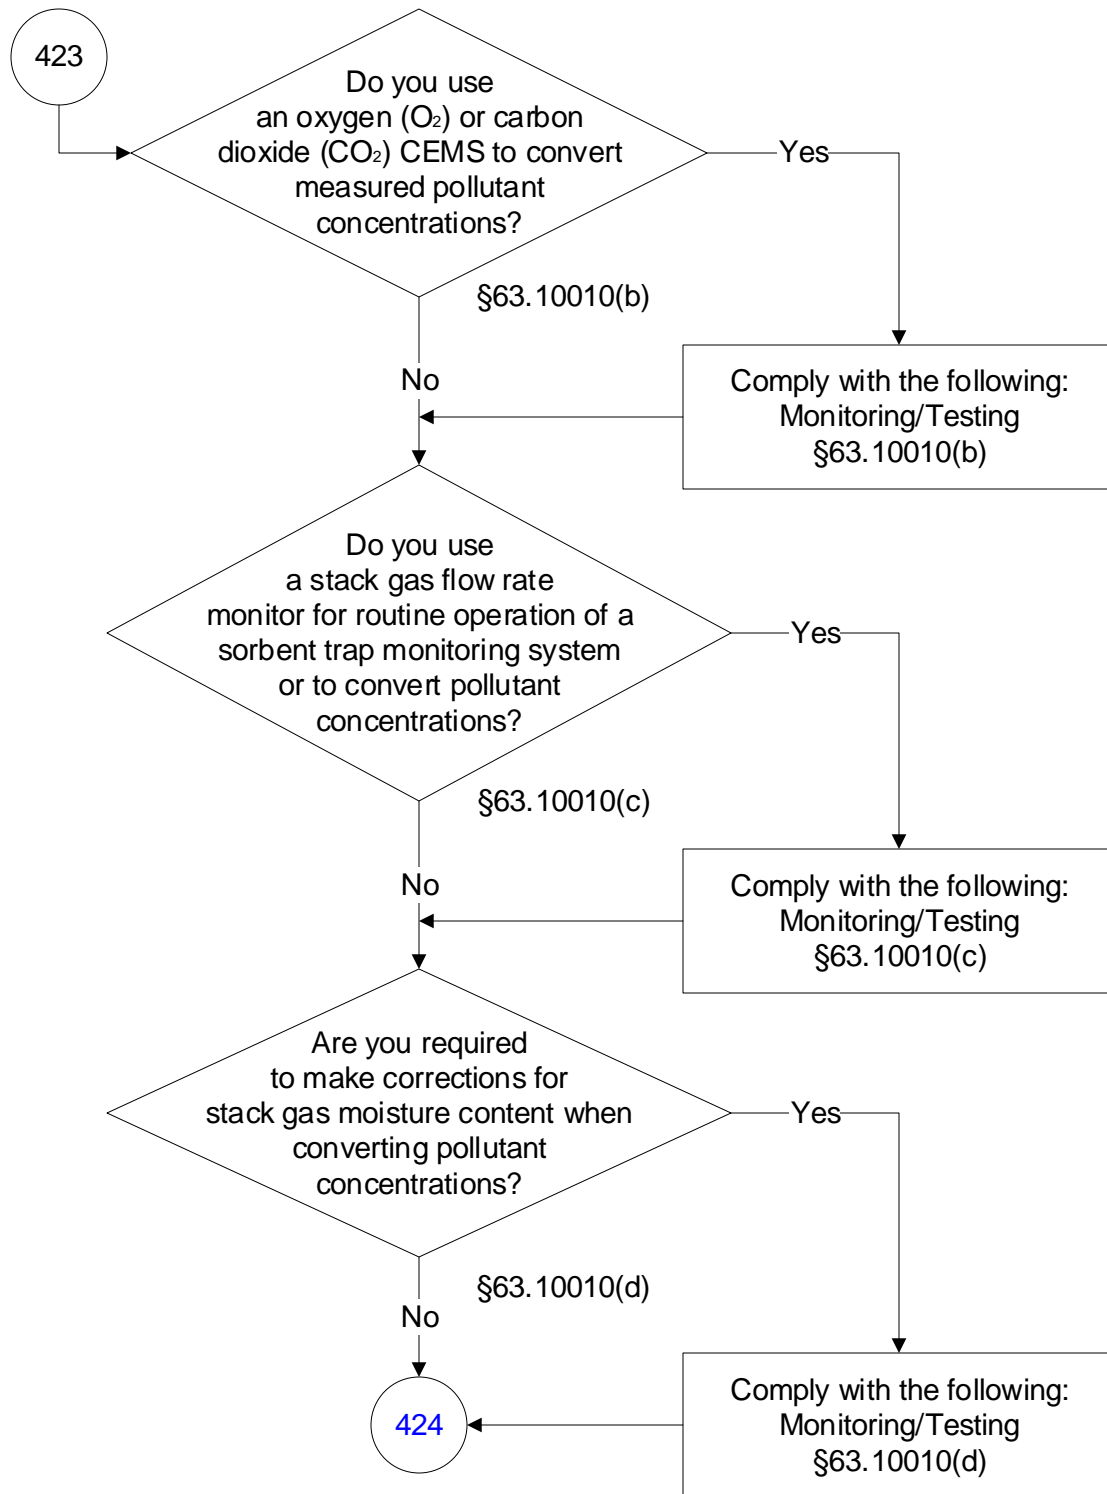 423
Do you use
an oxygen (O₂) or carbon
dioxide (CO₂) CEMS to convert
measured pollutant
concentrations?
Yes
§63.10010(b)
No
Comply with the following:
Monitoring/Testing
§63.10010(b)
Do you use
a stack gas flow rate
monitor for routine operation of a
sorbent trap monitoring system
or to convert pollutant
concentrations?
Yes
§63.10010(c)
No
Comply with the following:
Monitoring/Testing
§63.10010(c)
Are you required
to make corrections for
stack gas moisture content when
converting pollutant
concentrations?
Yes
§63.10010(d)
No
Comply with the following:
Monitoring/Testing
§63.10010(d)
424